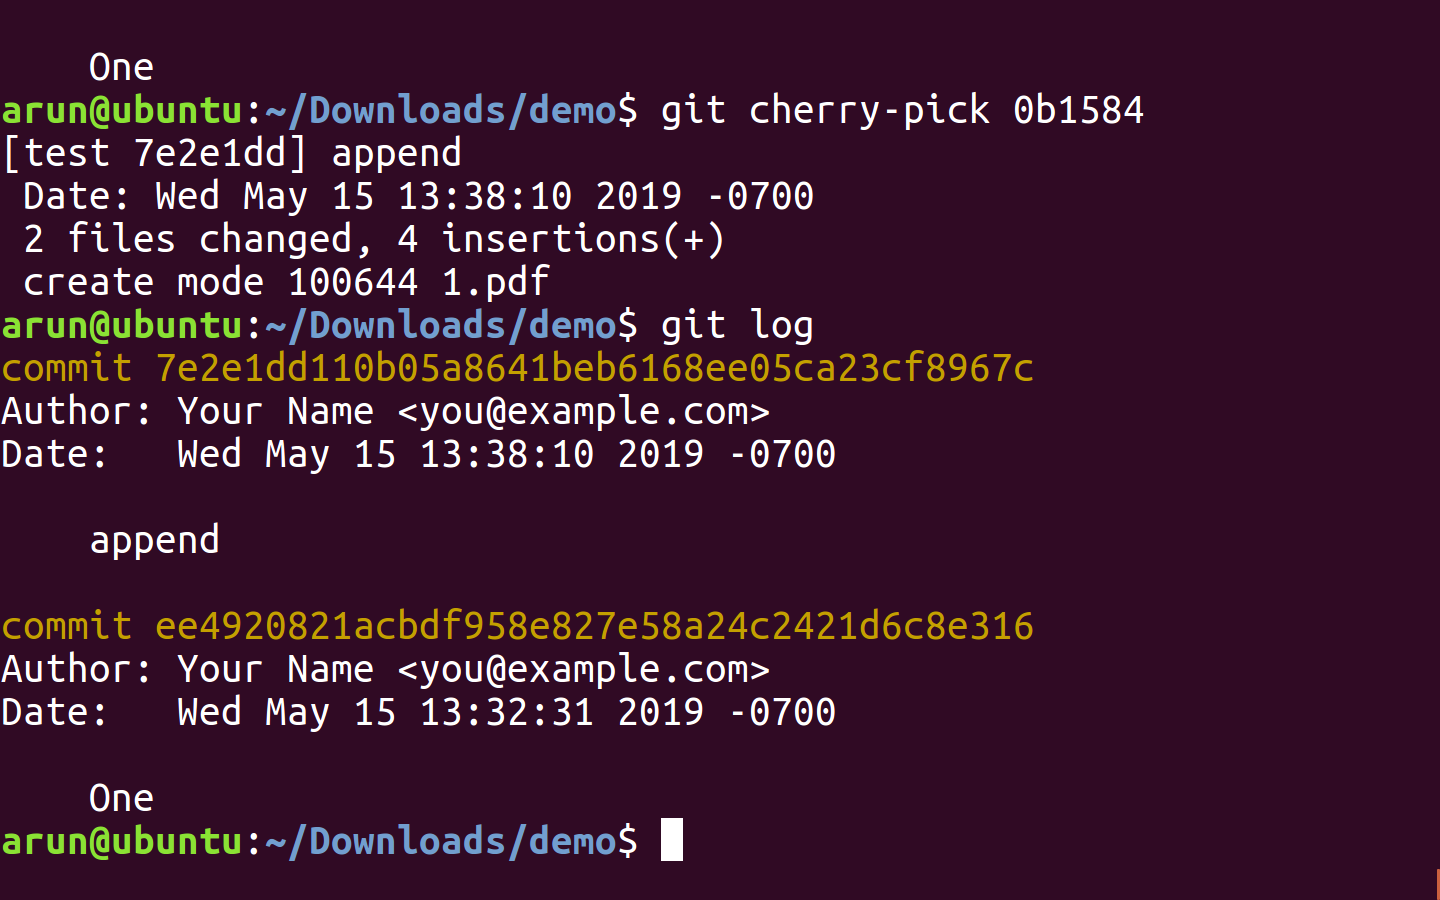 One
arun@ubuntu:~/Downloads/demo$ git cherry-pick 0b1584
[test 7e2e1dd] append
Date: Wed May 15 13:38:10 2019 -0700
2 files changed, 4 insertions(+)
create mode 100644 1.pdf
arun@ubuntu:~/Downloads/demo$ git log
commit 7e2e1dd110b05a8641beb6168ee05ca23cf8967c
Author: Your Name <you@example.com>
Date:   Wed May 15 13:38:10 2019 -0700
append
commit ee4920821acbdf958e827e58a24c2421d6c8e316
Author: Your Name <you@example.com>
Date:   Wed May 15 13:32:31 2019 -0700
One
arun@ubuntu:~/Downloads/demo$